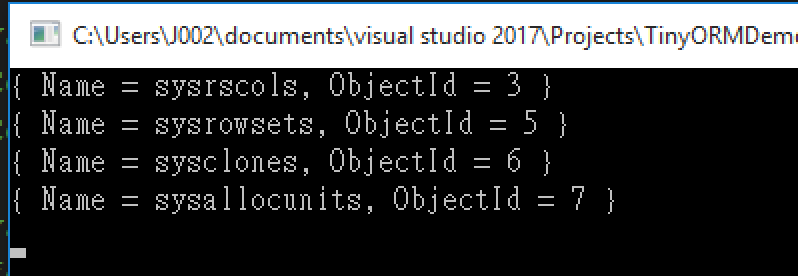 C:\Users\J002\documents\visual studio 2017\Projects\TinyORMDemo
{ Name = sysrscols, ObjectId = 3 }
{ Name = sysrowsets, ObjectId = 5 }
{ Name = sysclones, ObjectId = 6 }
{ Name = sysallocunits, ObjectId = 7 }